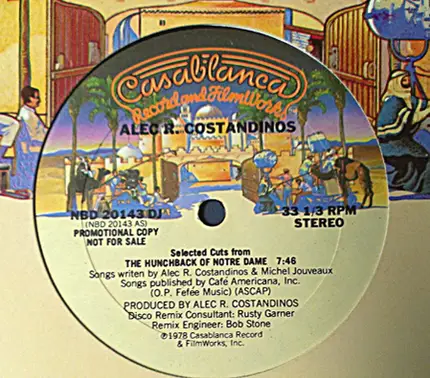 Casablanca
Record and FilmWorks
ALEC R. COSTANDINOS
NBD 20143 DJ
(NBD 20143 AS)
PROMOTIONAL COPY
NOT FOR SALE
33 1/3 RPM
STEREO
Selected Cuts from
THE HUNCHBACK OF NOTRE DAME 7:46
Songs writen by Alec R. Costandinos & Michel Jouveaux
Songs published by Café Americana, Inc.
(O.P. Fefée Music) (ASCAP)
PRODUCED BY ALEC R. COSTANDINOS
Disco Remix Consultant: Rusty Garner
Remix Engineer: Bob Stone
℗1978 Casablanca Record
& FilmWorks, Inc.